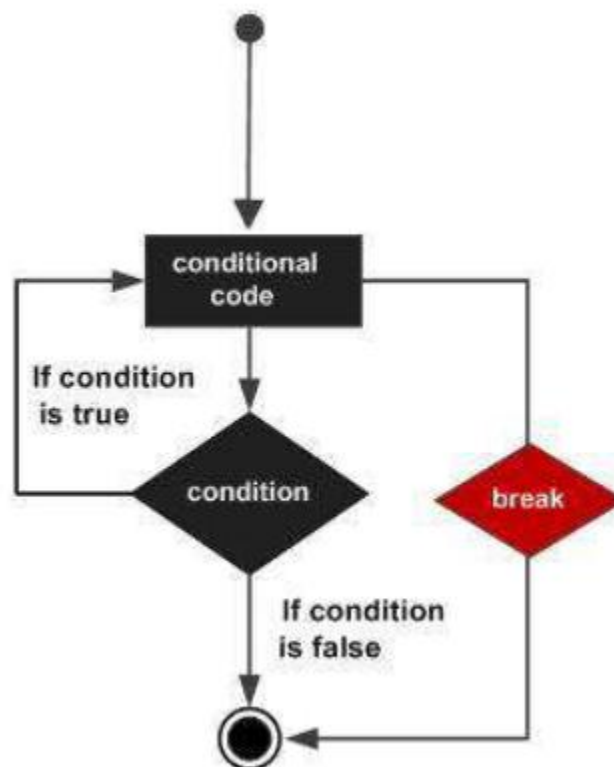 conditional
code
If condition
is true
condition
break
If condition
is false